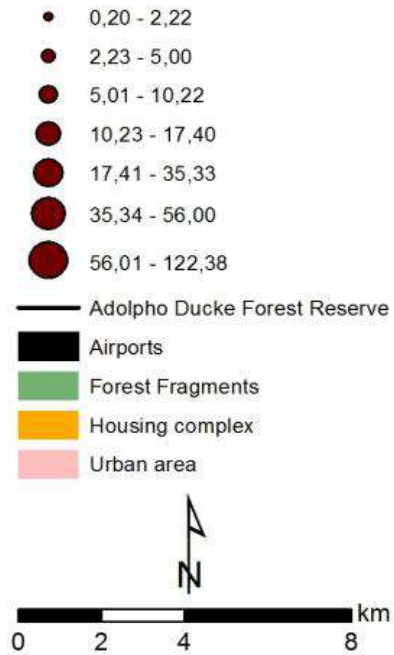 0,20 - 2,22
2,23 - 5,00
5,01 - 10,22
10,23 - 17,40
17,41 - 35,33
35,34 - 56,00
56,01 - 122,38
Adolpho Ducke Forest Reserve
Airports
Forest Fragments
Housing complex
Urban area
N
km
0 2 4 8